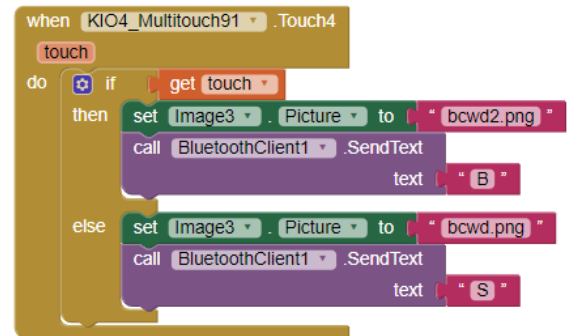 when KIO4_Multitouch91 .Touch4
touch
do if get touch
then set Image3 . Picture to " bcwd2.png "
call BluetoothClient1 .SendText
text " B "
else set Image3 . Picture to " bcwd.png "
call BluetoothClient1 .SendText
text " S "